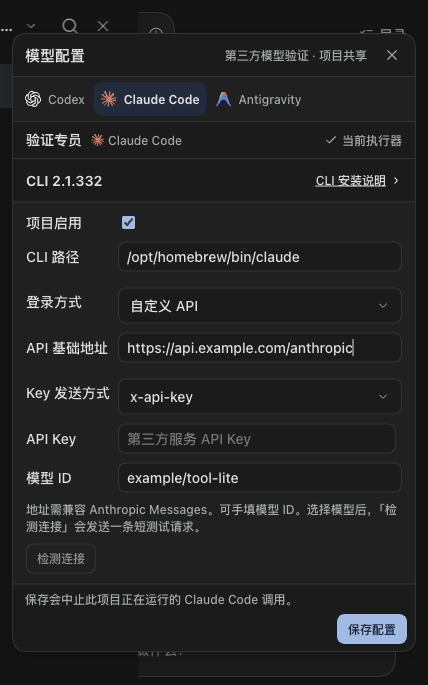 ...
目录
模型配置
第三方模型验证 · 项目共享
Codex
Claude Code
Antigravity
验证专员 Claude Code
当前执行器
CLI 2.1.332
CLI 安装说明
项目启用
CLI 路径
/opt/homebrew/bin/claude
登录方式
自定义 API
API 基础地址
https://api.example.com/anthropic
Key 发送方式
x-api-key
API Key
第三方服务 API Key
模型 ID
example/tool-lite
地址需兼容 Anthropic Messages。可手填模型 ID。选择模型后，「检
测连接」会发送一条短测试请求。
检测连接
保存会中止此项目正在运行的 Claude Code 调用。
保存配置